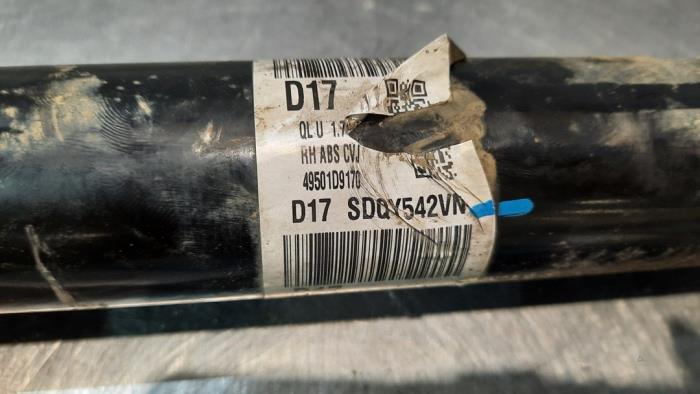 D17
QL U 1.7
RH ABS CVJ
49501D9170
D17 SDQY542VN